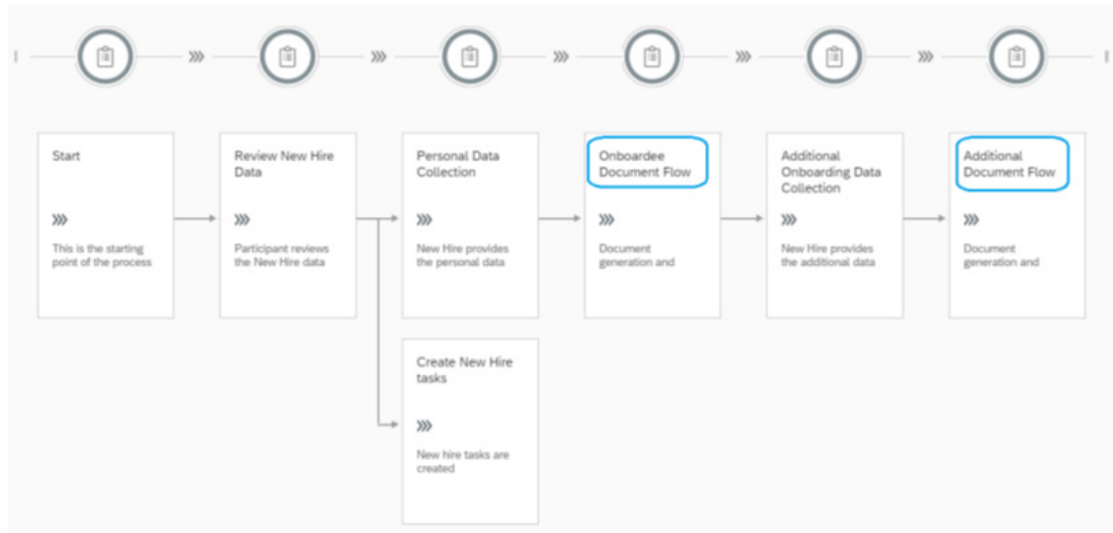 Start
This is the starting
point of the process
Review New Hire
Data
Participant reviews
the New Hire data
Personal Data
Collection
New Hire provides
the personal data
Onboardee
Document Flow
Document
generation and
Additional
Onboarding Data
Collection
New Hire provides
the additional data
Additional
Document Flow
Document
generation and
Create New Hire
tasks
New hire tasks are
created